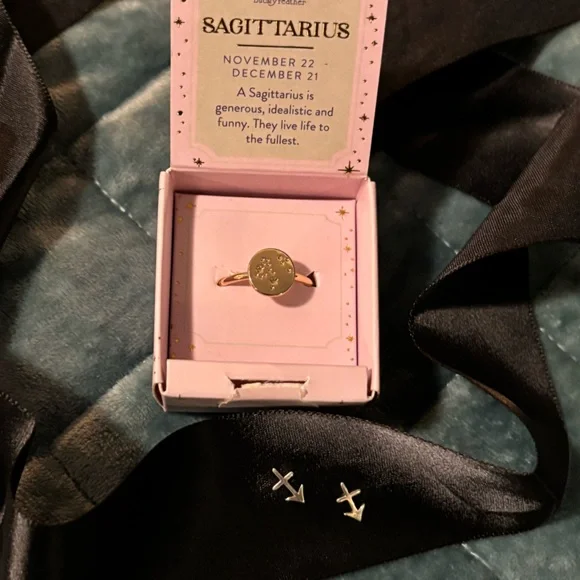 SAGITTARIUS
NOVEMBER 22 -
DECEMBER 21
A Sagittarius is
generous, idealistic and
funny. They live life to
the fullest.